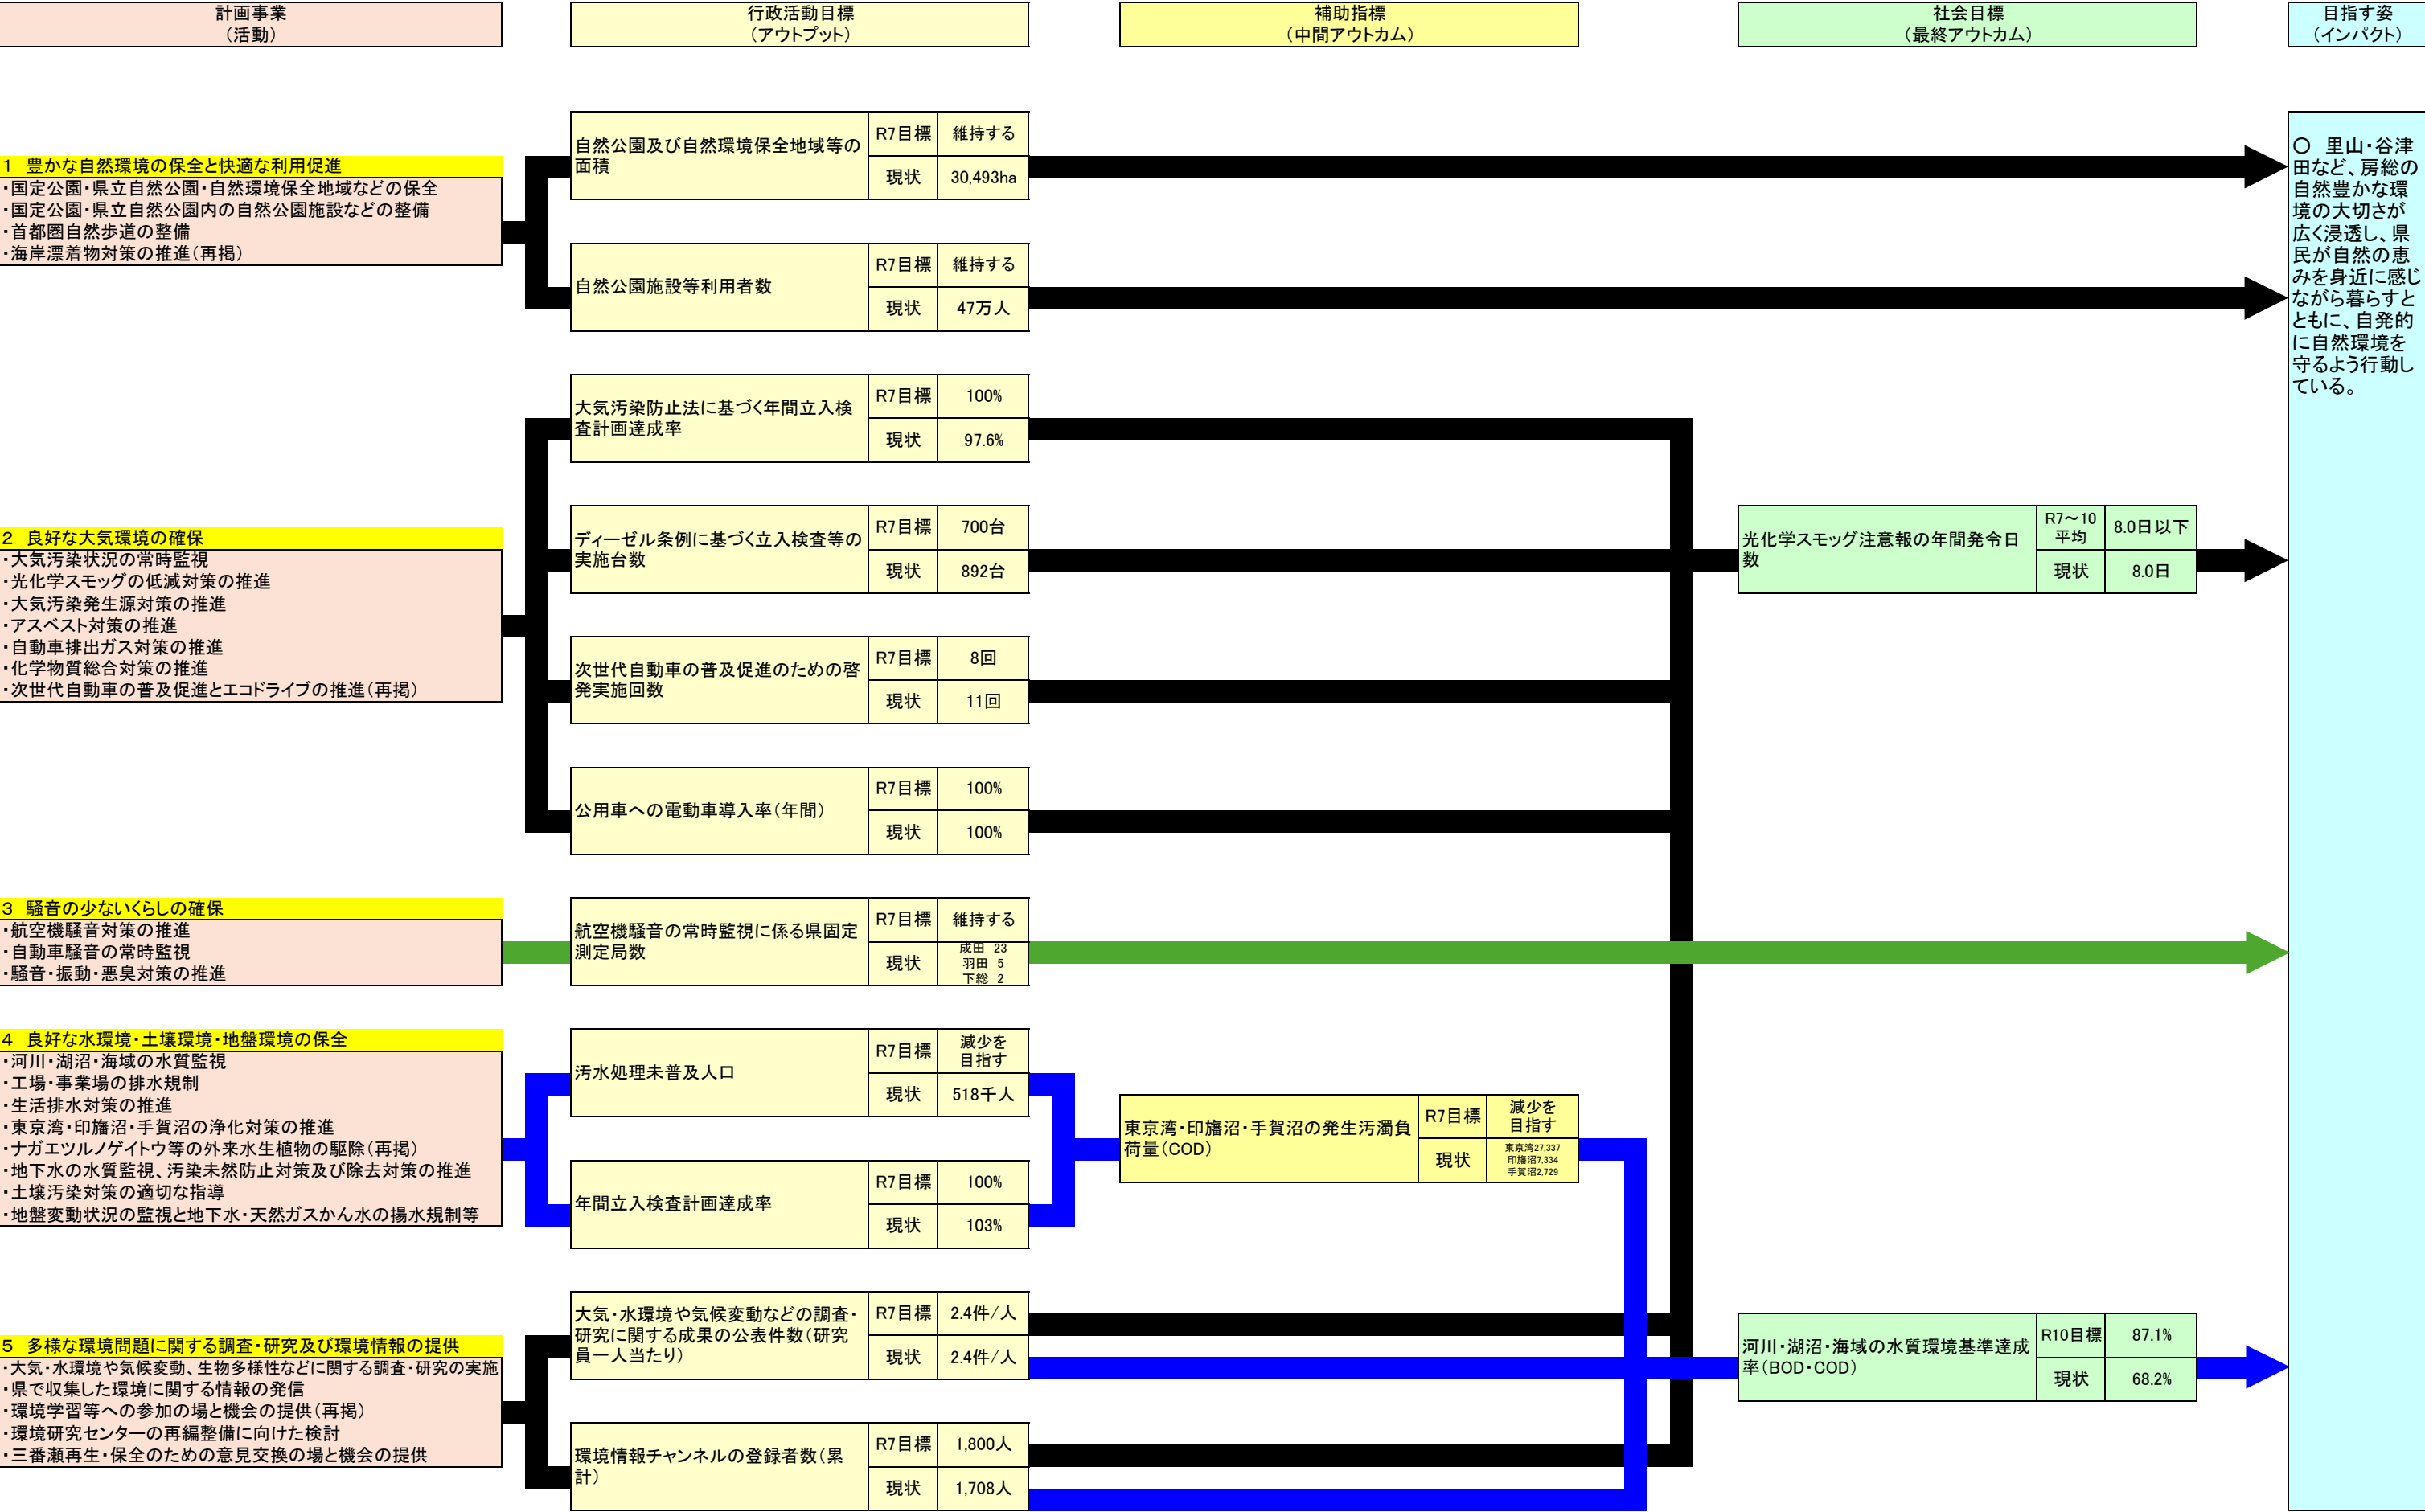 計画事業
（活動）
行政活動目標
（アウトプット）
補助指標
（中間アウトカム）
社会目標
（最終アウトカム）
目指す姿
（インパクト）
1　豊かな自然環境の保全と快適な利用促進
・国定公園・県立自然公園・自然環境保全地域などの保全
・国定公園・県立自然公園内の自然公園施設などの整備
・首都圏自然歩道の整備
・海岸漂着物対策の推進（再掲）
自然公園及び自然環境保全地域等の
面積
R7目標　維持する
現状　30,493ha
自然公園施設等利用者数
R7目標　維持する
現状　47万人
2　良好な大気環境の確保
・大気汚染状況の常時監視
・光化学スモッグの低減対策の推進
・大気汚染発生源対策の推進
・アスベスト対策の推進
・自動車排出ガス対策の推進
・化学物質総合対策の推進
・次世代自動車の普及促進とエコドライブの推進（再掲）
大気汚染防止法に基づく年間立入検
査計画達成率
R7目標　100%
現状　97.6%
ディーゼル条例に基づく立入検査等の
実施台数
R7目標　700台
現状　892台
次世代自動車の普及促進のための啓
発実施回数
R7目標　8回
現状　11回
公用車への電動車導入率（年間）
R7目標　100%
現状　100%
光化学スモッグ注意報の年間発令日
数
R7～10
平均
8.0日以下
現状　8.0日
3　騒音の少ないくらしの確保
・航空機騒音対策の推進
・自動車騒音の常時監視
・騒音・振動・悪臭対策の推進
航空機騒音の常時監視に係る県固定
測定局数
R7目標　維持する
現状
成田　23
羽田　5
下総　2
4　良好な水環境・土壌環境・地盤環境の保全
・河川・湖沼・海域の水質監視
・工場・事業場の排水規制
・生活排水対策の推進
・東京湾・印旛沼・手賀沼の浄化対策の推進
・ナガエツルノゲイトウ等の外来水生植物の駆除（再掲）
・地下水の水質監視、汚染未然防止対策及び除去対策の推進
・土壌汚染対策の適切な指導
・地盤変動状況の監視と地下水・天然ガスかん水の揚水規制等
汚水処理未普及人口
R7目標
減少を
目指す
現状　518千人
年間立入検査計画達成率
R7目標　100%
現状　103%
東京湾・印旛沼・手賀沼の発生汚濁負
荷量（COD）
R7目標
減少を
目指す
現状
東京湾27,337
印旛沼7,334
手賀沼2,729
5　多様な環境問題に関する調査・研究及び環境情報の提供
・大気・水環境や気候変動、生物多様性などに関する調査・研究の実施
・県で収集した環境に関する情報の発信
・環境学習等への参加の場と機会の提供（再掲）
・環境研究センターの再編整備に向けた検討
・三番瀬再生・保全のための意見交換の場と機会の提供
大気・水環境や気候変動などの調査・
研究に関する成果の公表件数（研究
員一人当たり）
R7目標　2.4件/人
現状　2.4件/人
環境情報チャンネルの登録者数（累
計）
R7目標　1,800人
現状　1,708人
河川・湖沼・海域の水質環境基準達成
率（BOD・COD）
R10目標　87.1%
現状　68.2%
○　里山・谷津
田など、房総の
自然豊かな環
境の大切さが
広く浸透し、県
民が自然の恵
みを身近に感じ
ながら暮らすと
ともに、自発的
に自然環境を
守るよう行動し
ている。